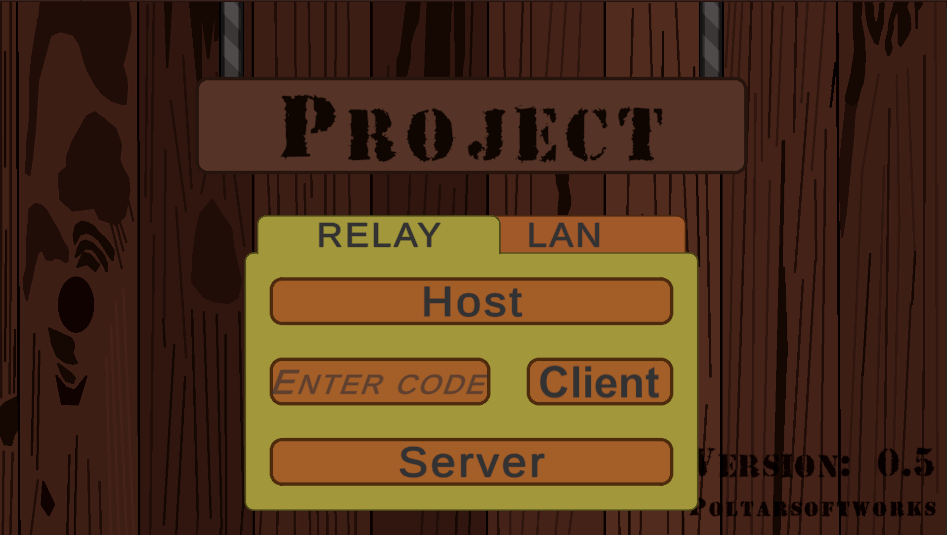 PROJECT
RELAY LAN
Host
ENTER CODE Client
Server
VERSION: 0.5
POLTARSOFTWORKS